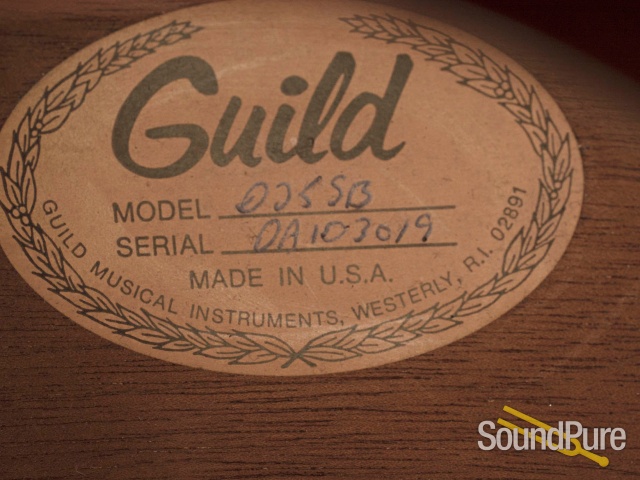 Guild
MODEL D25SB
SERIAL DA103019
MADE IN U.S.A.
GUILD MUSICAL INSTRUMENTS, WESTERLY, R.I. 02891
SoundPure